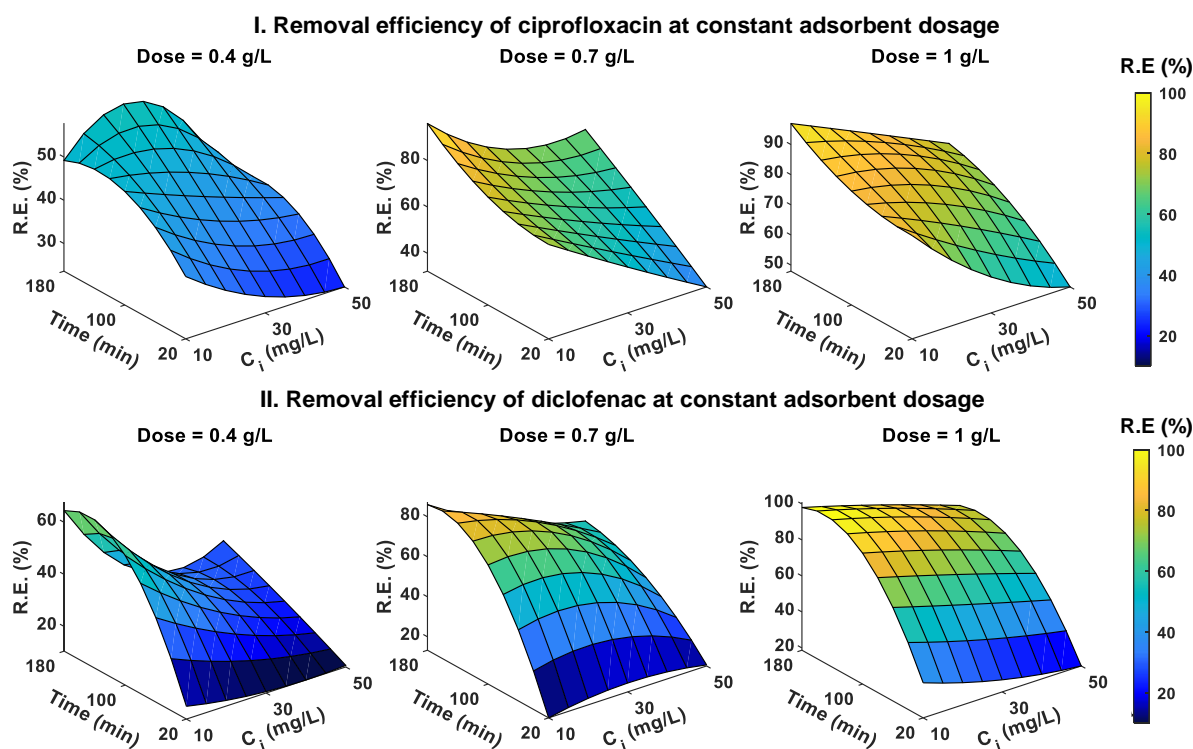 I. Removal efficiency of ciprofloxacin at constant adsorbent dosage
Dose = 0.4 g/L
Dose = 0.7 g/L
Dose = 1 g/L
R.E (%)
R.E. (%)
50
40
30
180
100
20
Time (min)
10
30
50
C_i (mg/L)
R.E. (%)
80
60
40
180
100
20
Time (min)
10
30
50
C_i (mg/L)
R.E. (%)
90
80
70
60
50
180
100
20
Time (min)
10
30
50
C_i (mg/L)
100
80
60
40
20
II. Removal efficiency of diclofenac at constant adsorbent dosage
Dose = 0.4 g/L
Dose = 0.7 g/L
Dose = 1 g/L
R.E (%)
R.E. (%)
60
40
20
180
100
20
Time (min)
10
30
50
C_i (mg/L)
R.E. (%)
80
60
40
20
180
100
20
Time (min)
10
30
50
C_i (mg/L)
R.E. (%)
100
80
60
40
20
180
100
20
Time (min)
10
30
50
C_i (mg/L)
100
80
60
40
20